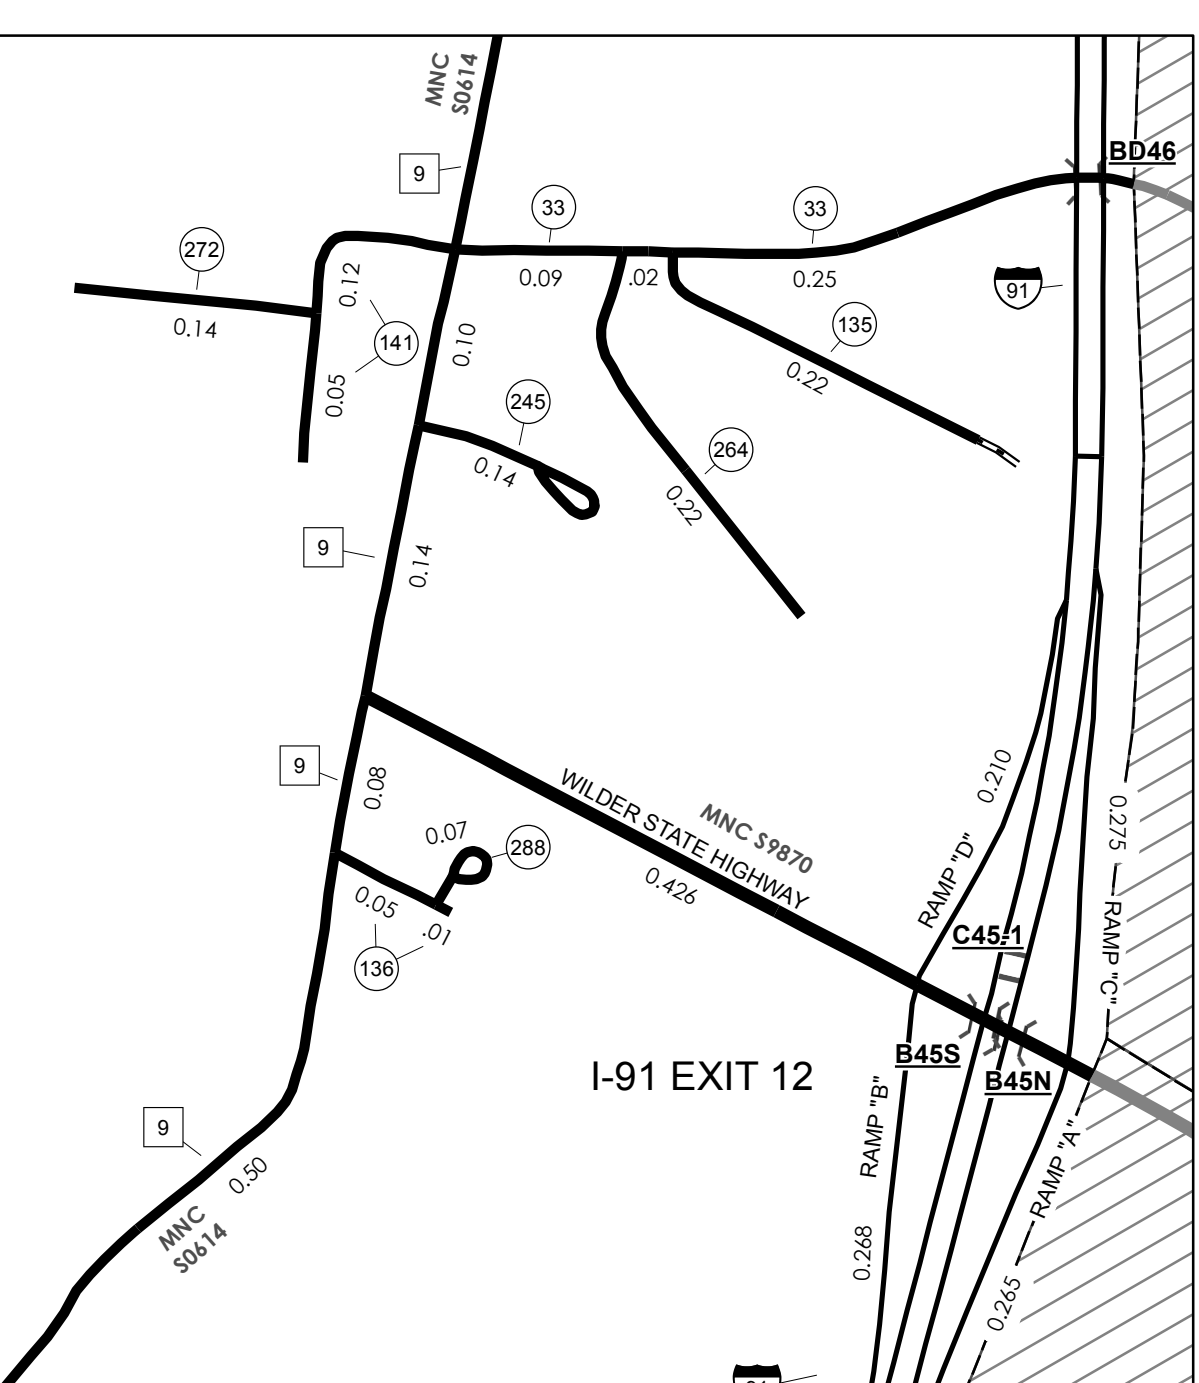 MNC
S0614
BD46
9
33
33
272
0.09
.02
0.25
0.12
91
0.14
141
0.10
135
0.05
0.22
245
264
0.14
0.22
9
0.14
9
0.08
WILDER STATE HIGHWAY
MNC S9870
0.210
0.275
0.07
288
0.426
RAMP "D"
0.05
.01
C45-1
RAMP "C"
136
B45S
I-91 EXIT 12
B45N
9
RAMP "B"
RAMP "A"
0.50
MNC
S0614
0.268
0.265